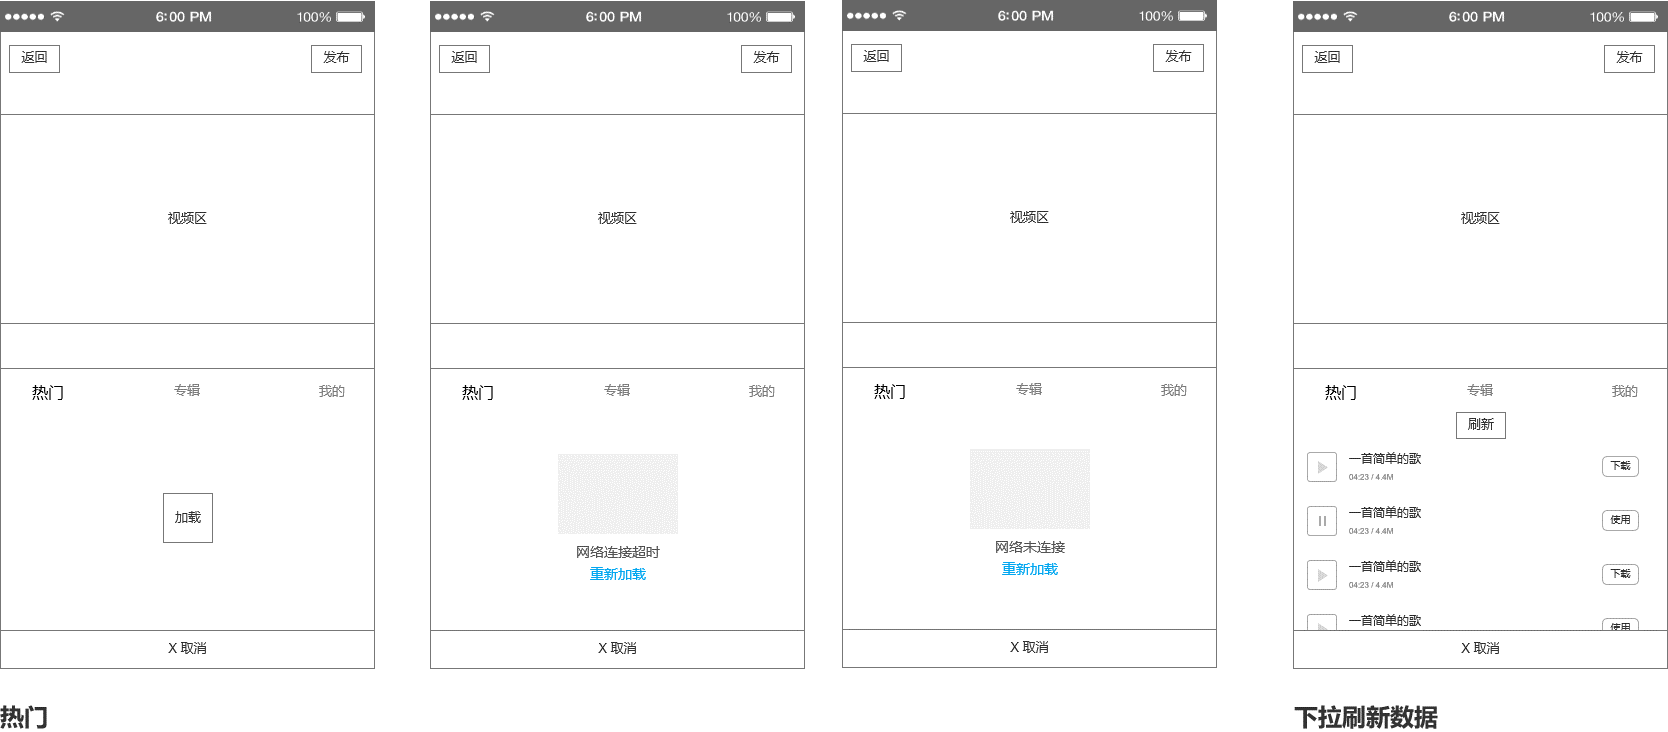 6:00 PM
100%
返回
发布
视频区
热门
专辑
我的
加载
X 取消
6:00 PM
100%
返回
发布
视频区
热门
专辑
我的
网络连接超时
重新加载
X 取消
6:00 PM
100%
返回
发布
视频区
热门
专辑
我的
网络未连接
重新加载
X 取消
6:00 PM
100%
返回
发布
视频区
热门
专辑
我的
刷新
一首简单的歌
04:23 / 4.4M
下载
一首简单的歌
04:23 / 4.4M
使用
一首简单的歌
04:23 / 4.4M
下载
一首简单的歌
使用
X 取消
热门
下拉刷新数据